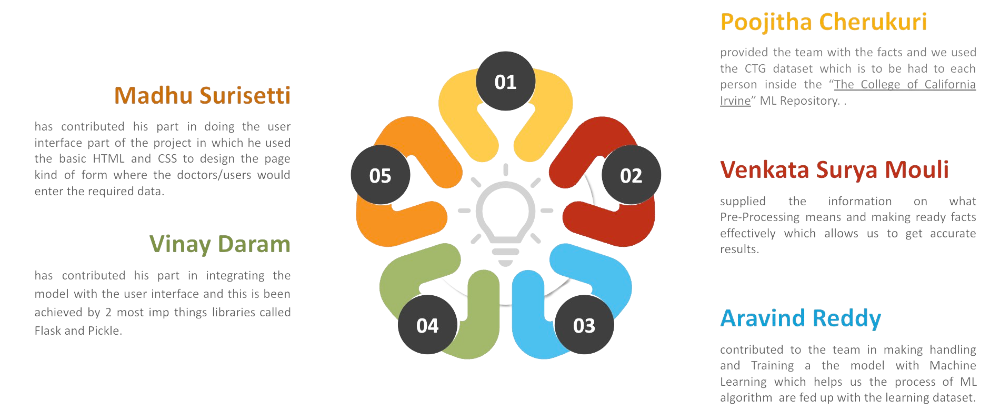 Poojitha Cherukuri
provided the team with the facts and we used
the CTG dataset which is to be had to each
person inside the “The College of California
Irvine” ML Repository. .
Venkata Surya Mouli
supplied the information on what
Pre-Processing means and making ready facts
effectively which allows us to get accurate
results.
Aravind Reddy
contributed to the team in making handling
and Training a the model with Machine
Learning which helps us the process of ML
algorithm are fed up with the learning dataset.
Madhu Surisetti
has contributed his part in doing the user
interface part of the project in which he used
the basic HTML and CSS to design the page
kind of form where the doctors/users would
enter the required data.
Vinay Daram
has contributed his part in integrating the
model with the user interface and this is been
achieved by 2 most imp things libraries called
Flask and Pickle.
01
02
03
04
05